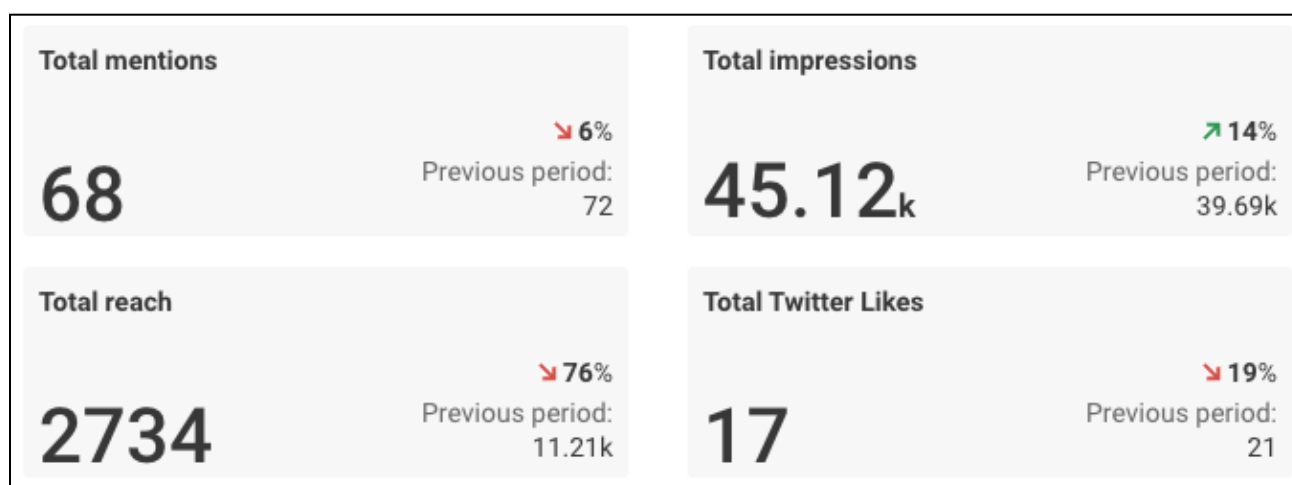 Total mentions
↘ 6%
Previous period:
68
72
Total impressions
↗ 14%
Previous period:
45.12k
39.69k
Total reach
↘ 76%
Previous period:
2734
11.21k
Total Twitter Likes
↘ 19%
Previous period:
17
21